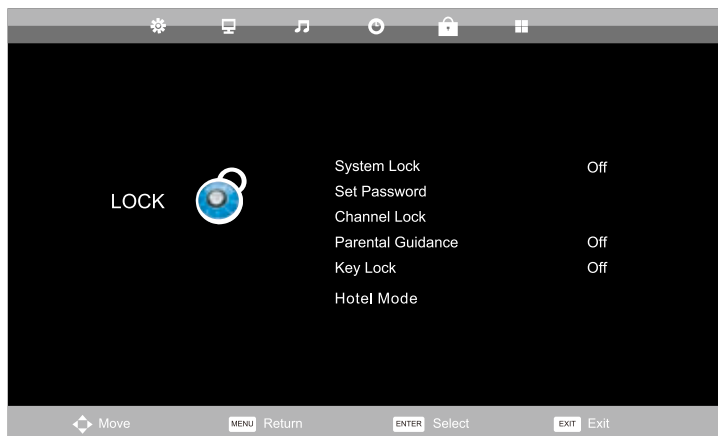 LOCK
System Lock Off
Set Password
Channel Lock
Parental Guidance Off
Key Lock Off
Hotel Mode
Move MENU Return ENTER Select EXIT Exit